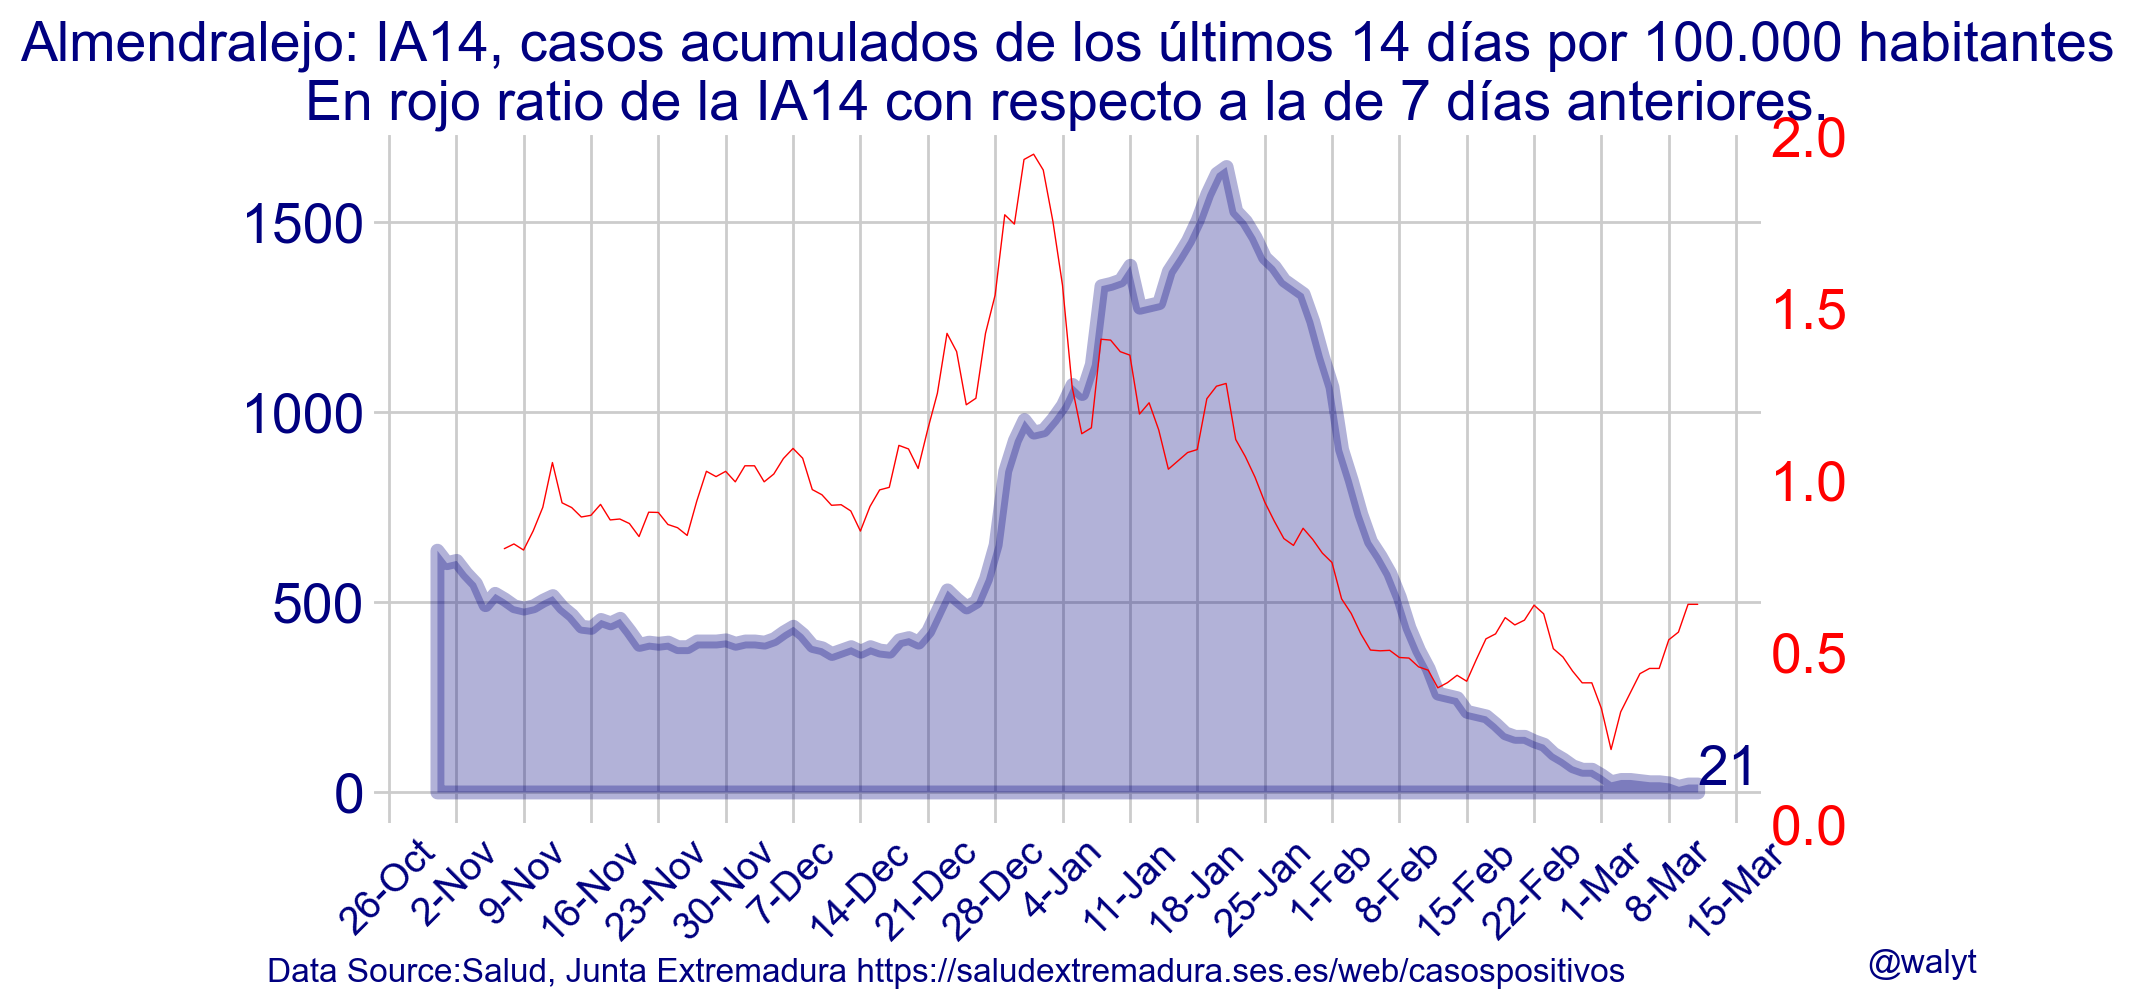 Almendralejo: IA14, casos acumulados de los últimos 14 días por 100.000 habitantes
En rojo ratio de la IA14 con respecto a la de 7 días anteriores.
2.0
1500
1.5
1000
1.0
500
0.5
21
0
0.0
26-Oct
2-Nov
9-Nov
16-Nov
23-Nov
30-Nov
7-Dec
14-Dec
21-Dec
28-Dec
4-Jan
11-Jan
18-Jan
25-Jan
1-Feb
8-Feb
15-Feb
22-Feb
1-Mar
8-Mar
15-Mar
Data Source:Salud, Junta Extremadura https://saludextremadura.ses.es/web/casospositivos
@walyt